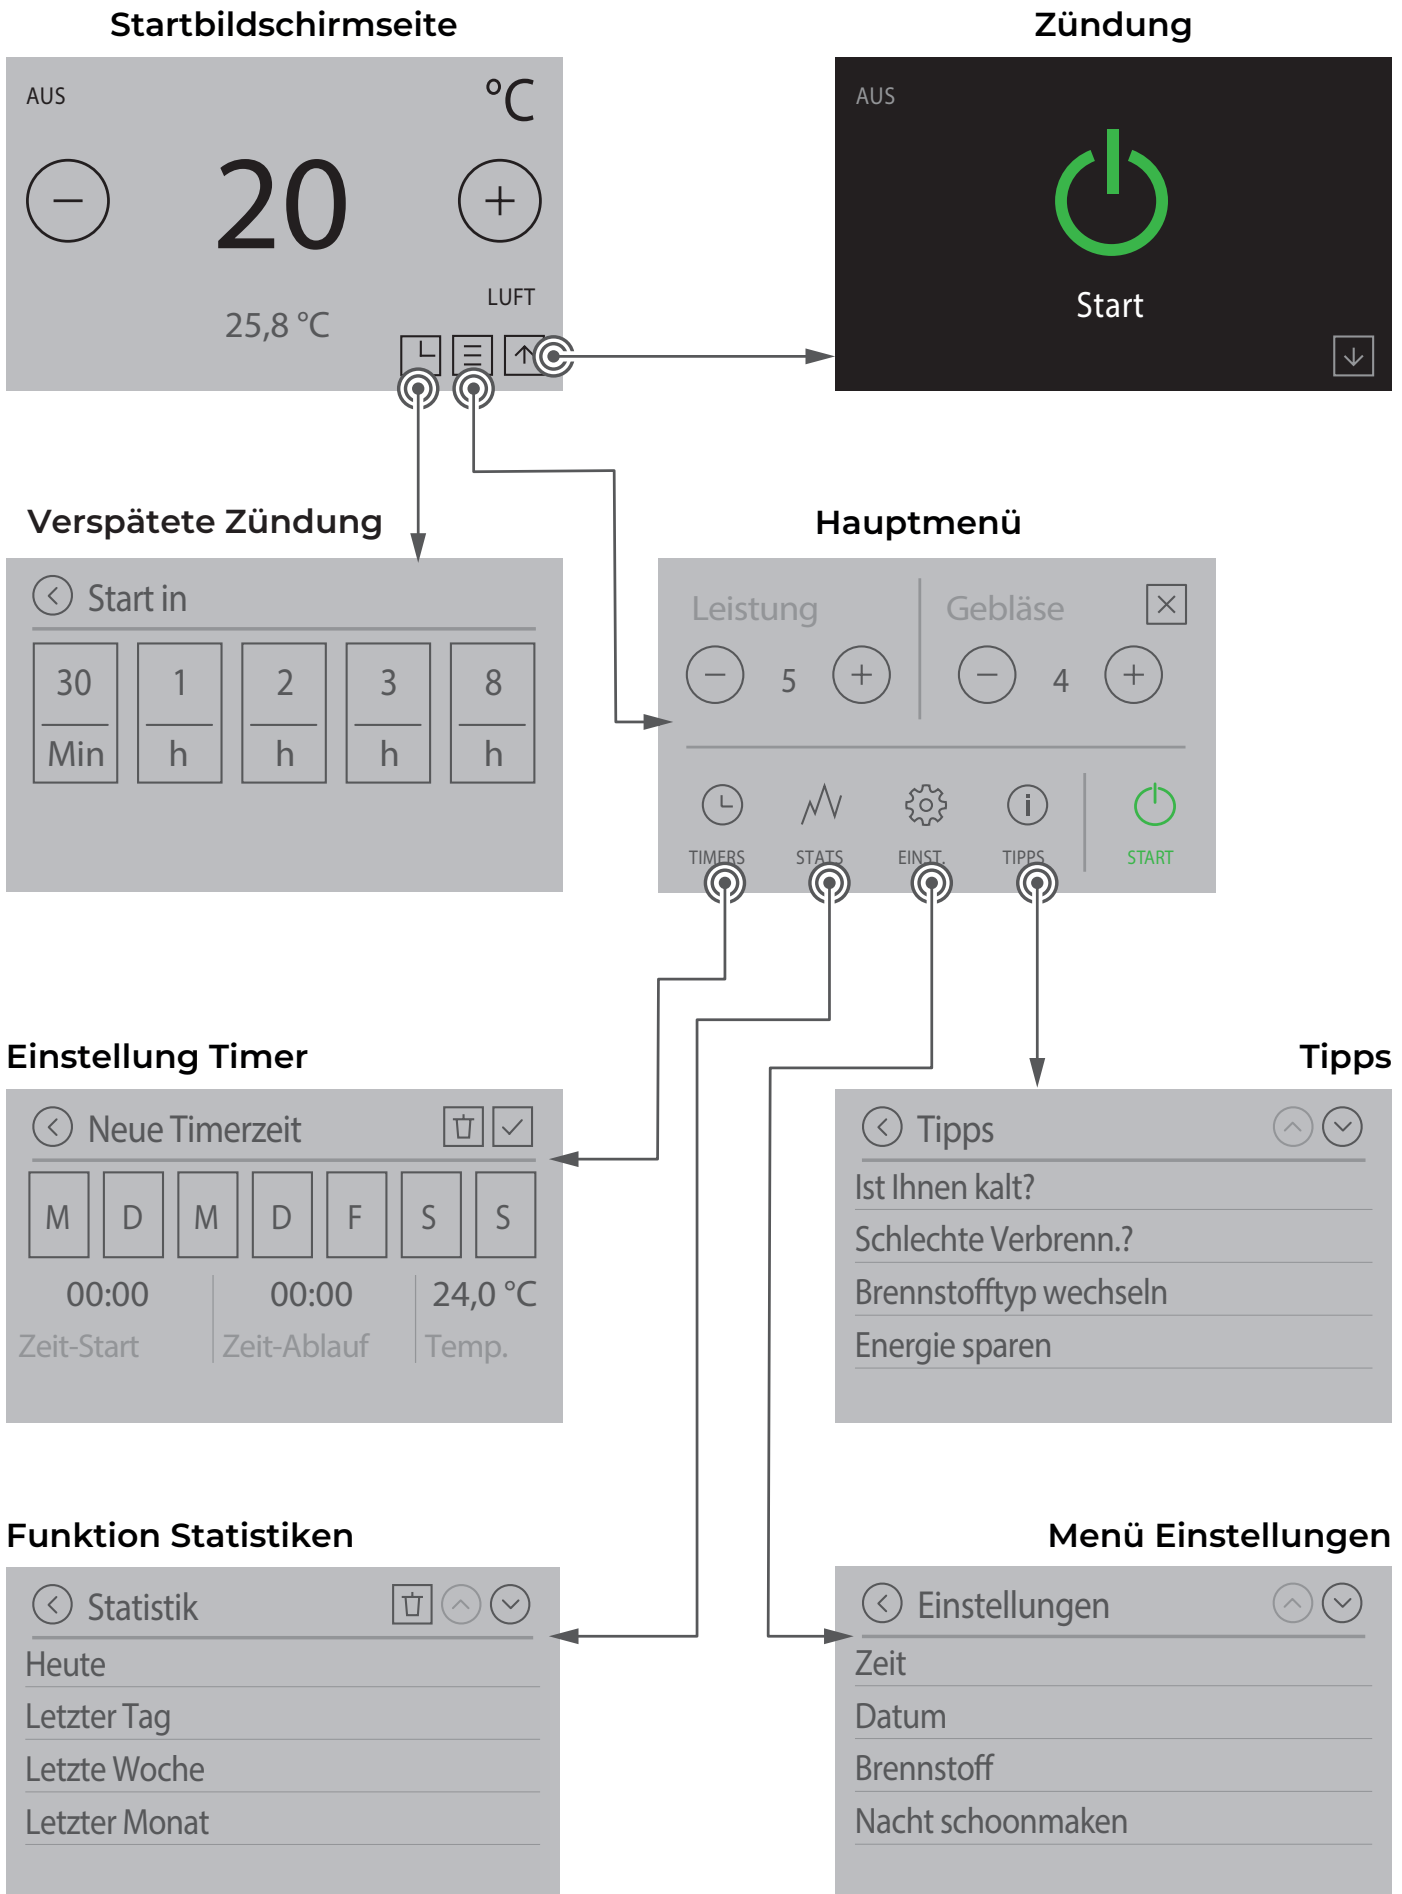 Startbildschirmseite
AUS
°C
20
LUFT
25,8 °C
Zündung
AUS
Start
Verspätete Zündung
Start in
30 1 2 3 8
Min h h h h
Hauptmenü
Leistung Gebläse
5 4
TIMERS STATS EINST. TIPPS START
Einstellung Timer
Neue Timerzeit
M D M D F S S
00:00 00:00 24,0 °C
Zeit-Start Zeit-Ablauf Temp.
Tipps
Tipps
Ist Ihnen kalt?
Schlechte Verbrenn.?
Brennstofftyp wechseln
Energie sparen
Funktion Statistiken
Statistik
Heute
Letzter Tag
Letzte Woche
Letzter Monat
Menü Einstellungen
Einstellungen
Zeit
Datum
Brennstoff
Nacht schoonmaken